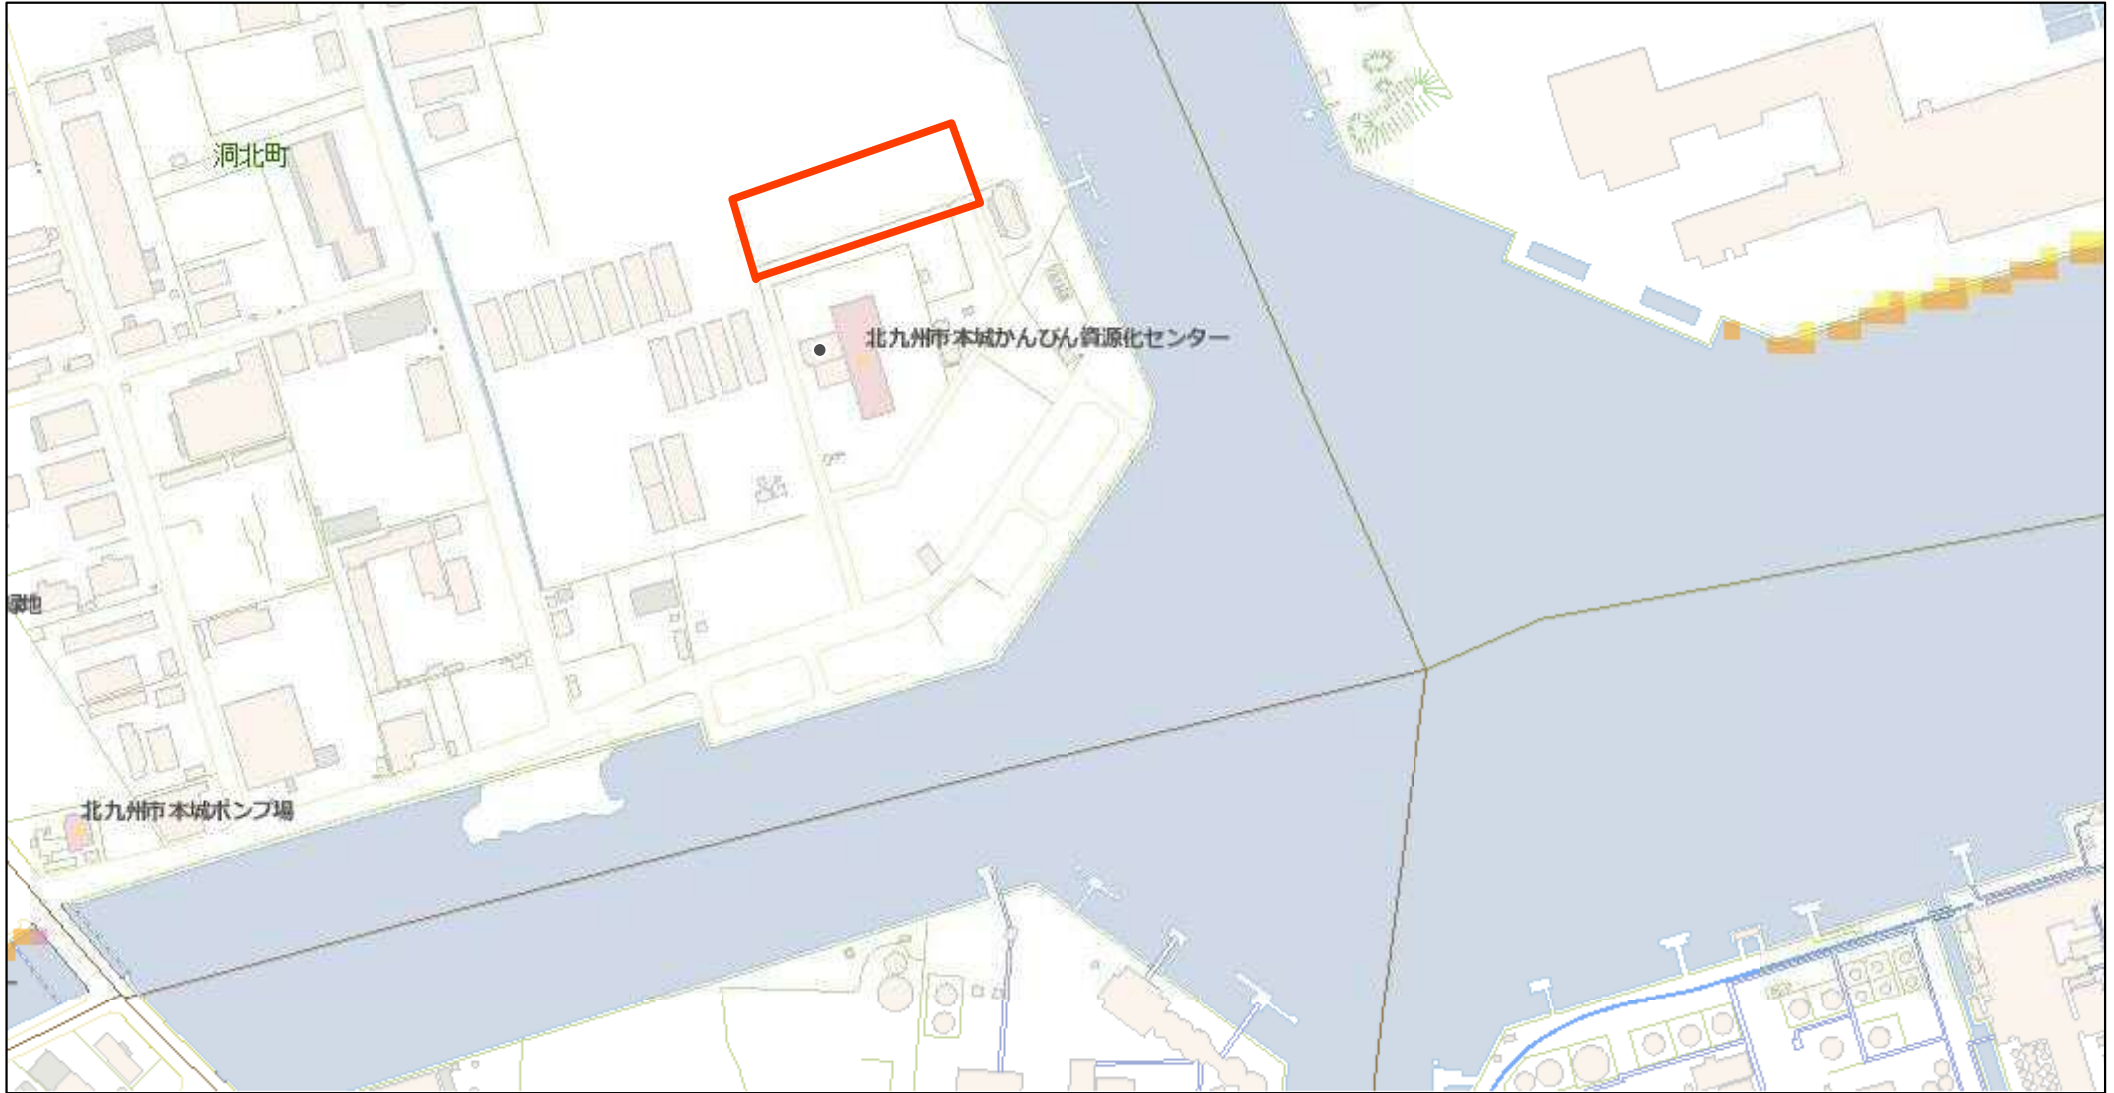 洞北町
北九州市本城かんびん資源化センター
緑地
北九州市本城ポンプ場